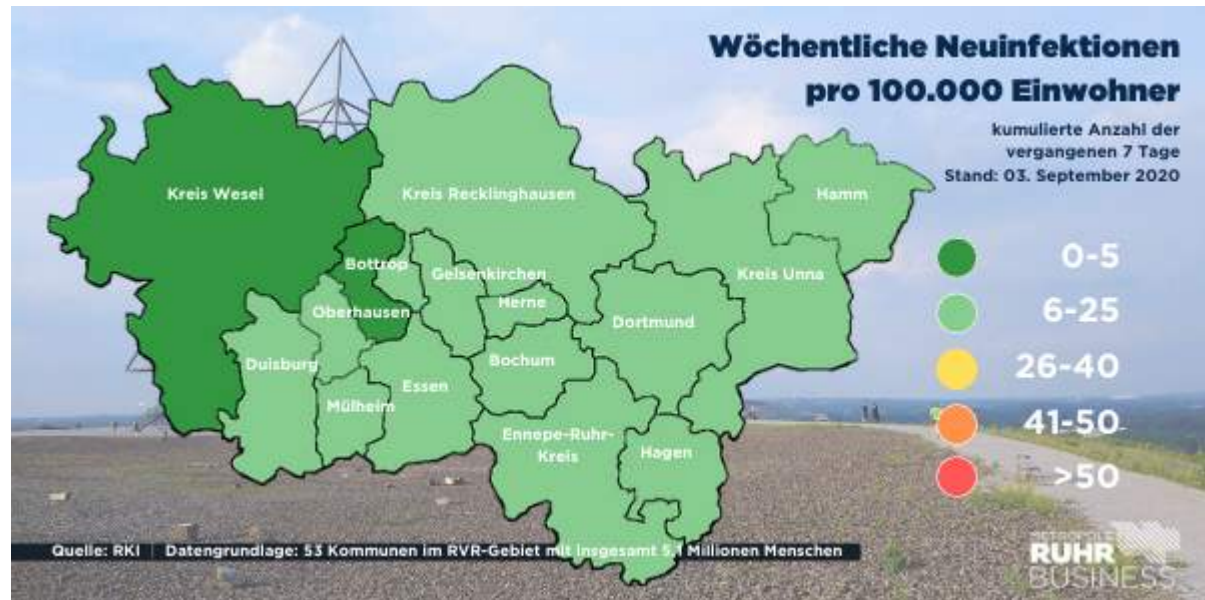 Wöchentliche Neuinfektionen
pro 100.000 Einwohner
kumulierte Anzahl der
vergangenen 7 Tage
Stand: 03. September 2020
Kreis Wesel
Kreis Recklinghausen
Hamm
Bottrop
Gelsenkirchen
Kreis Unna
Oberhausen
Herne
Dortmund
Duisburg
Bochum
Essen
Mülheim
Ennepe-Ruhr-
Kreis
Hagen
0-5
6-25
26-40
41-50
>50
Quelle: RKI | Datengrundlage: 53 Kommunen im RVR-Gebiet mit insgesamt 5,1 Millionen Menschen
RUHR
BUSINESS